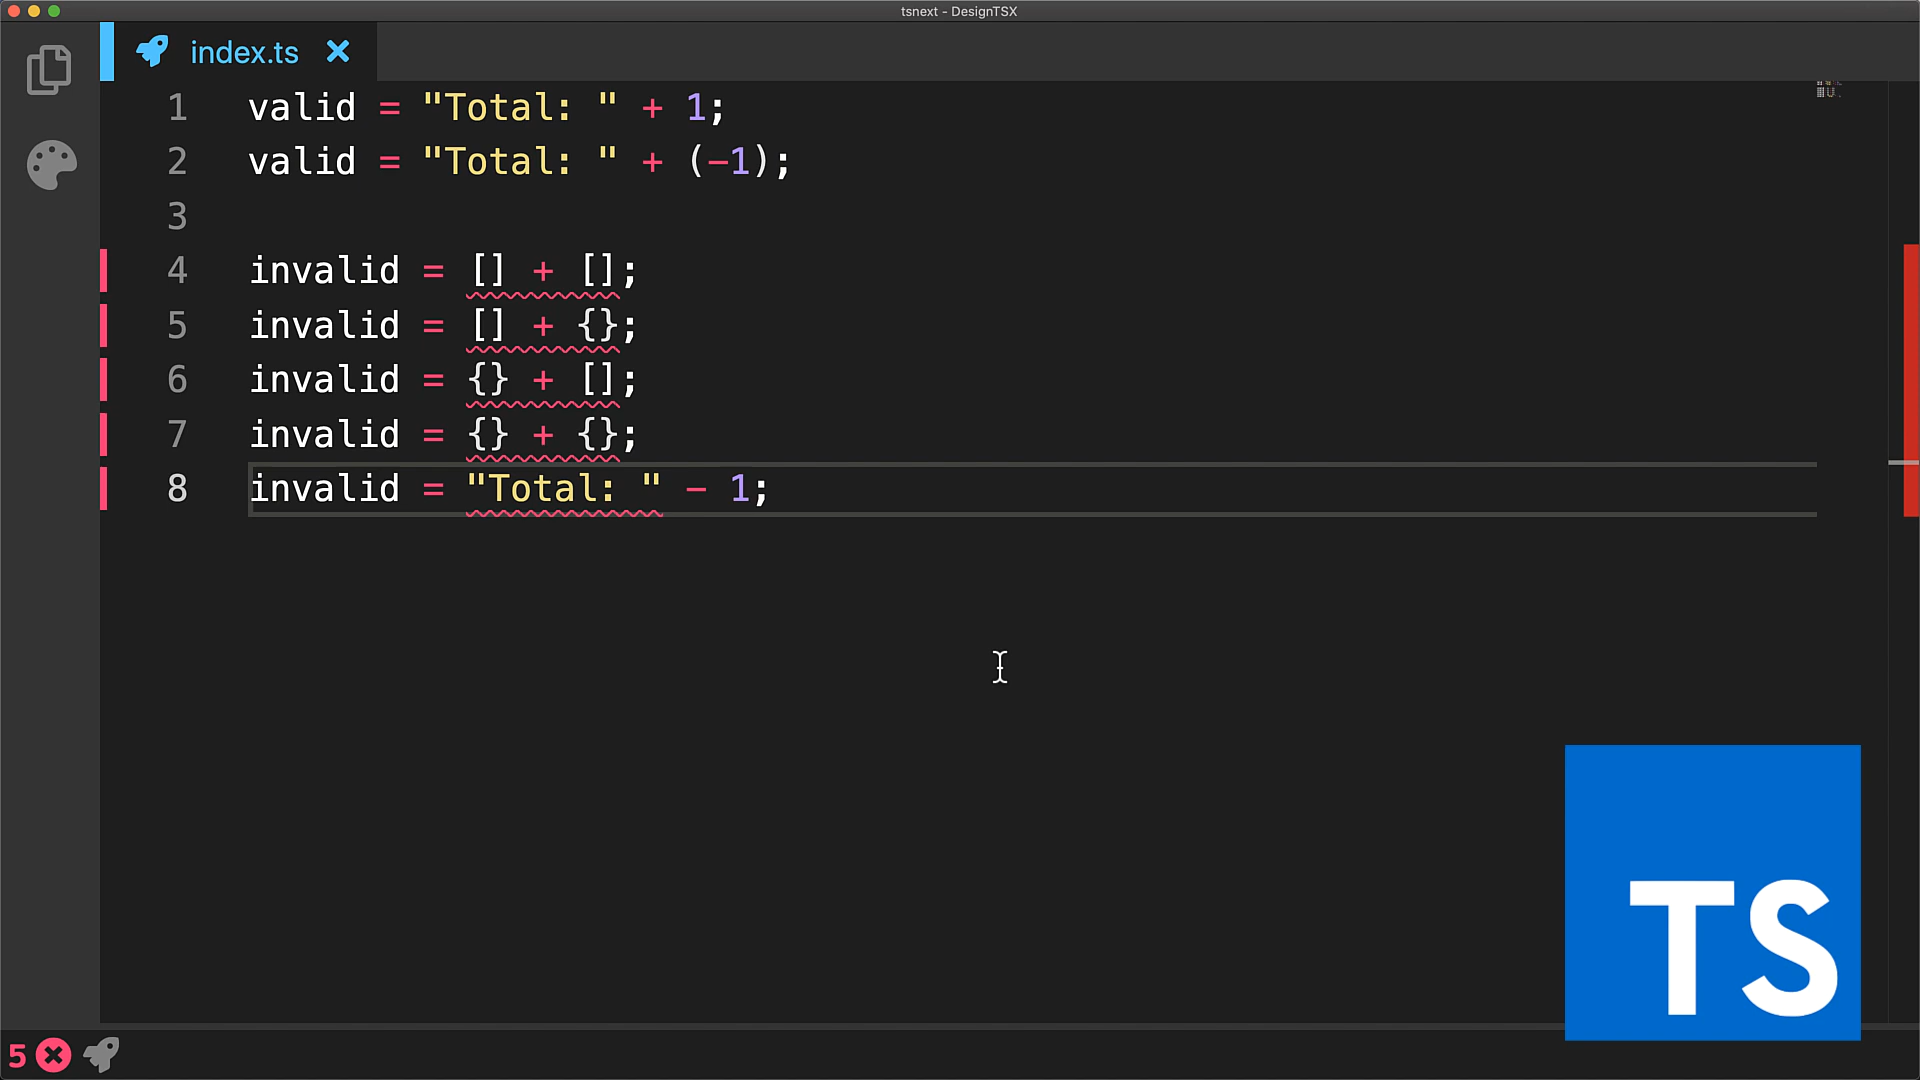 tsnext - DesignTSX
index.ts
1 valid = "Total: " + 1;
2 valid = "Total: " + (-1);
3
4 invalid = [] + [];
5 invalid = [] + {};
6 invalid = {} + [];
7 invalid = {} + {};
8 invalid = "Total: " - 1;
TS
5